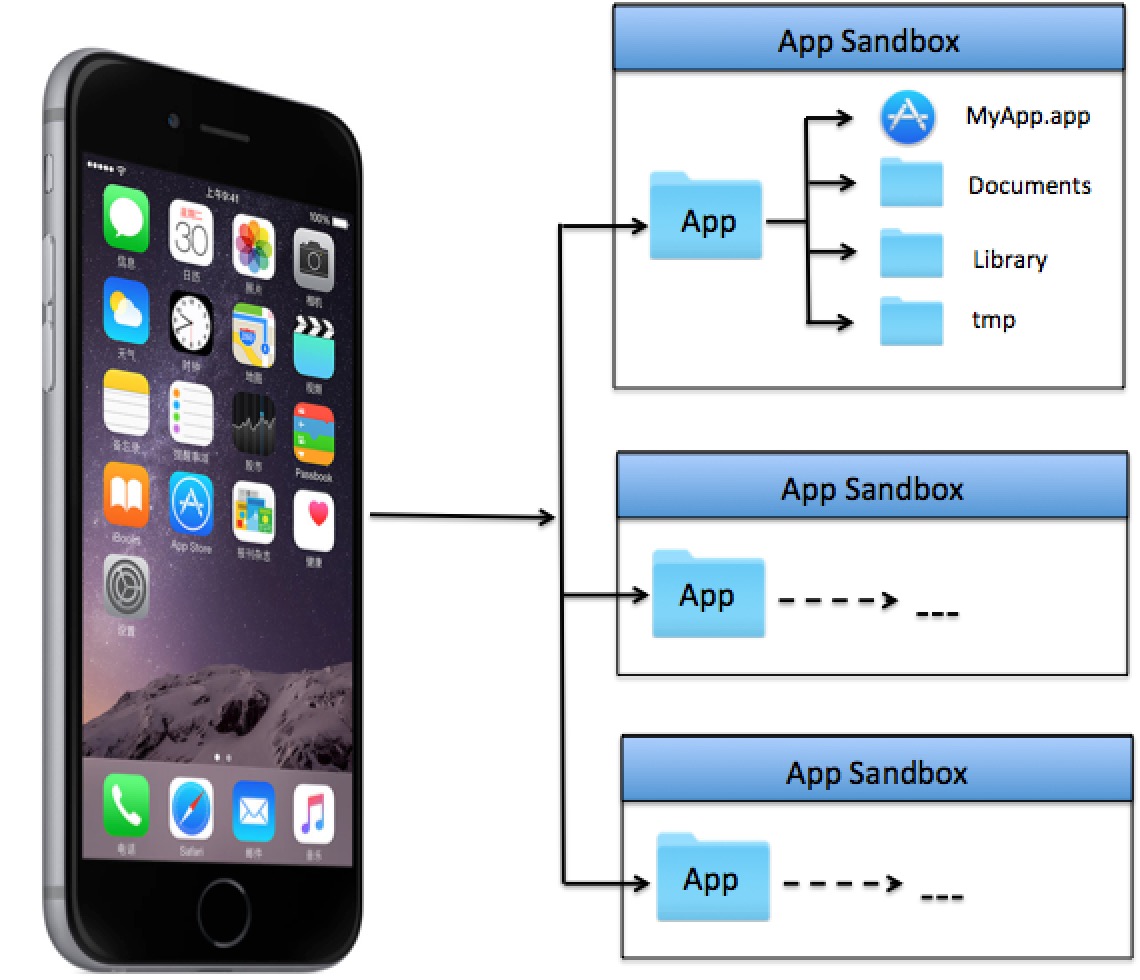 上午9:41
100%
星期二
30
信息
日历
照片
相机
天气
时钟
地图
视频
备忘录
提醒事项
股市
Passbook
iBooks
App Store
报刊杂志
健康
设置
电话
Safari
邮件
音乐
App Sandbox
App
MyApp.app
Documents
Library
tmp
App Sandbox
App
---
App Sandbox
App
---